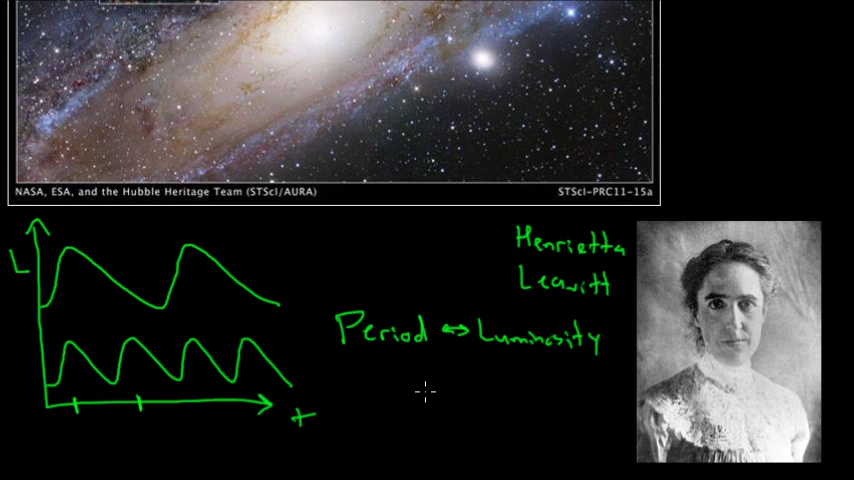 NASA, ESA, and the Hubble Heritage Team (STScI/AURA) STScI-PRC11-15a
Henrietta
Leavitt
L
Period ↔ Luminosity
t